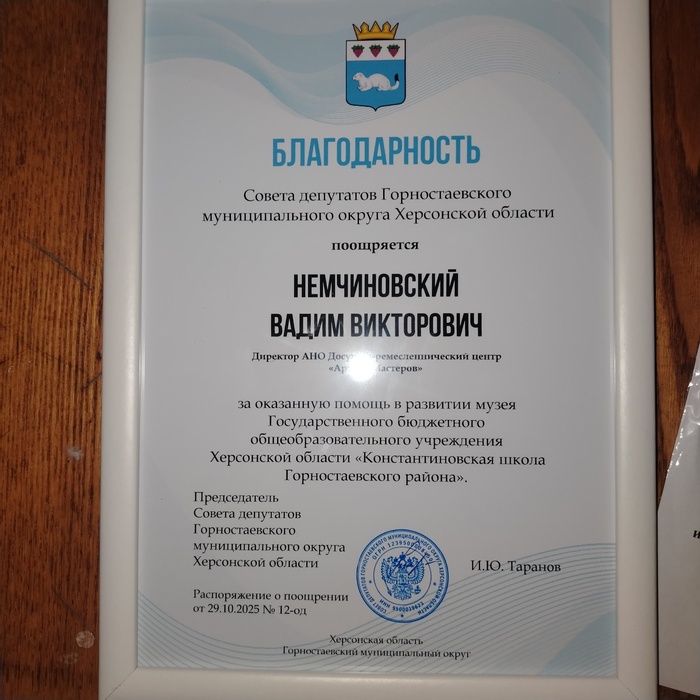 БЛАГОДАРНОСТЬ
Совета депутатов Горностаевского
муниципального округа Херсонской области
поощряется
НЕМЧИНОВСКИЙ
ВАДИМ ВИКТОРОВИЧ
Директор АНО центр
за оказанную помощь в развитии музея
Государственного бюджетного
общеобразовательного учреждения
Херсонской области «Константиновская школа
Горностаевского района».
Председатель
Совета депутатов
Горностаевского
муниципального округа
Херсонской области
И.Ю. Таранов
Распоряжение о поощрении
от 29.10.2025 № 12-од
Херсонская область
Горностаевский муниципальный округ